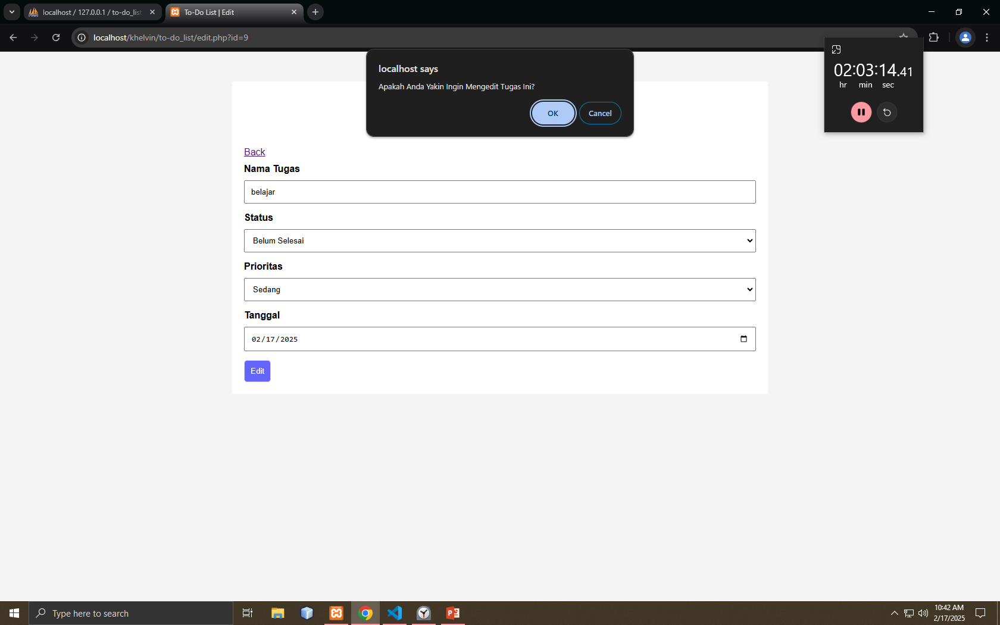 localhost / 127.0.0.1 / to-do_list
To-Do List | Edit
localhost/khelvin/to-do_list/edit.php?id=9
localhost says
Apakah Anda Yakin Ingin Mengedit Tugas Ini?
OK
Cancel
02:03:14.41
hr min sec
Back
Nama Tugas
belajar
Status
Belum Selesai
Prioritas
Sedang
Tanggal
02/17/2025
Edit
Type here to search
10:42 AM
2/17/2025